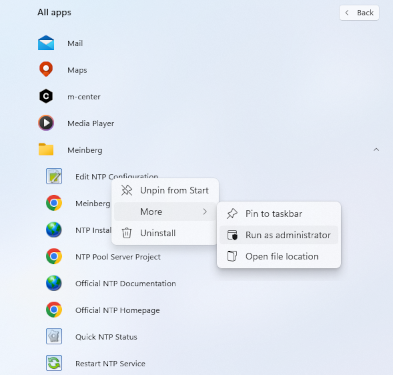 All apps
Back
Mail
Maps
m-center
Media Player
Meinberg
Edit NTP Configuration
Unpin from Start
Meinberg
More
Pin to taskbar
NTP Instal
Uninstall
Run as administrator
NTP Pool Server Project
Open file location
Official NTP Documentation
Official NTP Homepage
Quick NTP Status
Restart NTP Service